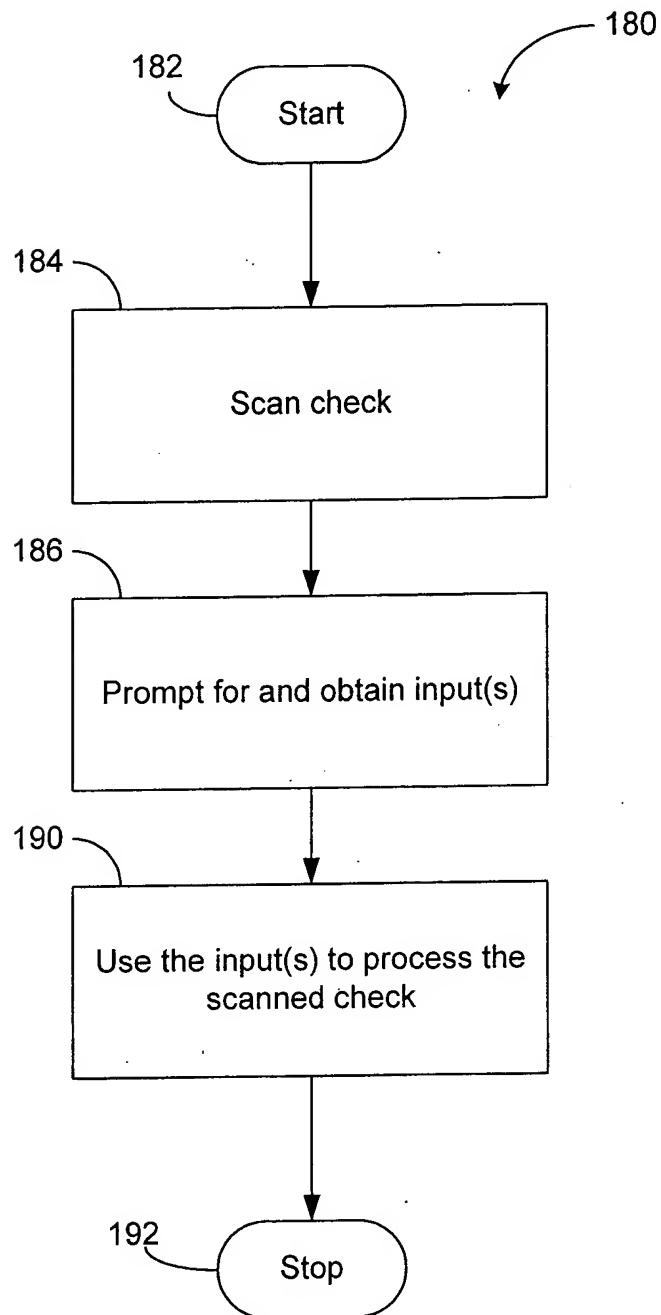 180
182
Start
184
Scan check
186
Prompt for and obtain input(s)
190
Use the input(s) to process the
scanned check
192
Stop